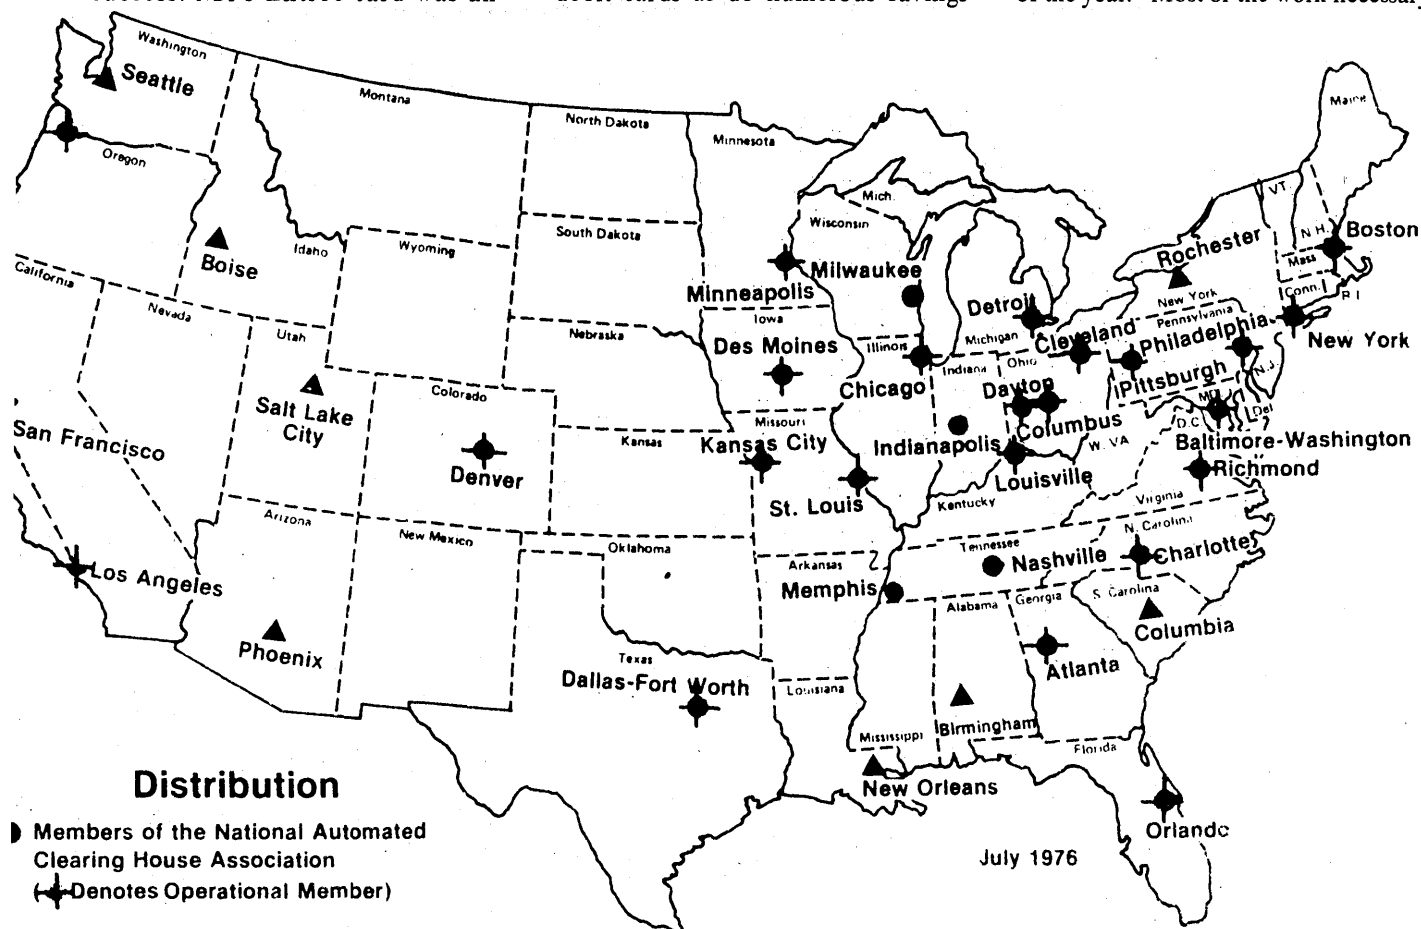 of the year.
Washington
Seattle
Montana
North Dakota
Minnesota
Maine
Oregon
Mich.
VT.
Wisconsin
N.H.
Boston
South Dakota
Idaho
Wyoming
Rochester
Boise
Milwaukee
Mass
California
Minneapolis
Detroit
New York
Conn.
R I
Nevada
Iowa
Pennsylvania
Utah
Nebraska
Des Moines
Illinois
Michigan
Cleveland
Philadelphia
New York
Indiana
Ohio
Chicago
Dayton
Pittsburgh
N.J.
Colorado
MD
Salt Lake
City
Missouri
Columbus
D.C.
Del
San Francisco
Kansas
Kansas City
Indianapolis
W. VA
Baltimore-Washington
Denver
Richmond
Louisville
St. Louis
Kentucky
Virginia
Arizona
New Mexico
N. Carolina
Oklahoma
Tennessee
Nashville
Charlotte
Los Angeles
Arkansas
Memphis
Alabama
Georgia
S. Carolina
Columbia
Phoenix
Texas
Atlanta
Dallas-Fort Worth
Louisiana
Mississippi
Birmingham
Florida
Distribution
New Orleans
Members of the National Automated
Clearing House Association
(Denotes Operational Member)
Orlando
July 1976